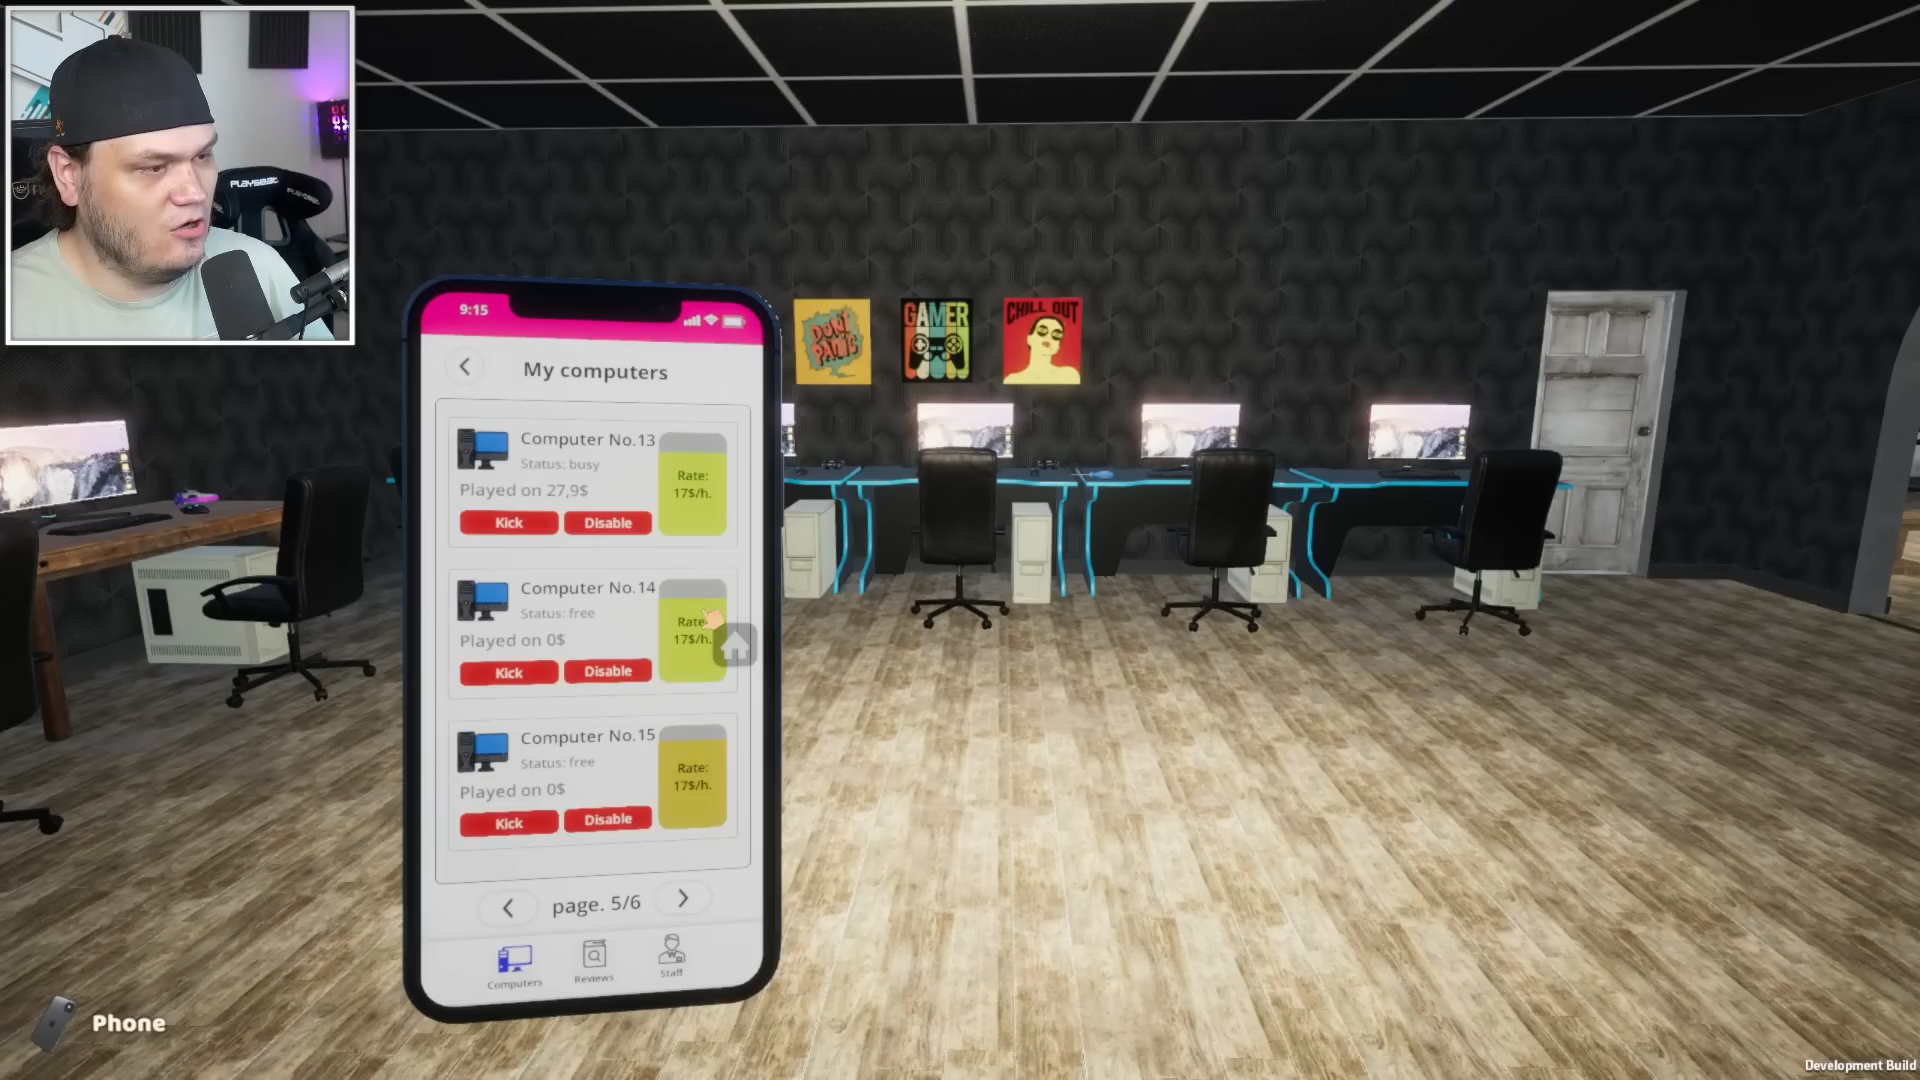 PLAYSEAT
9:15
My computers
Computer No.13
Status: busy
Played on 27,9$
Kick
Disable
Rate:
17$/h.
Computer No.14
Status: free
Played on 0$
Kick
Disable
Rate
17$/h.
Computer No.15
Status: free
Played on 0$
Kick
Disable
Rate:
17$/h.
page. 5/6
Computers
Reviews
Staff
DON'T
PANIC
GAMER
CHILL OUT
Phone
Development Build